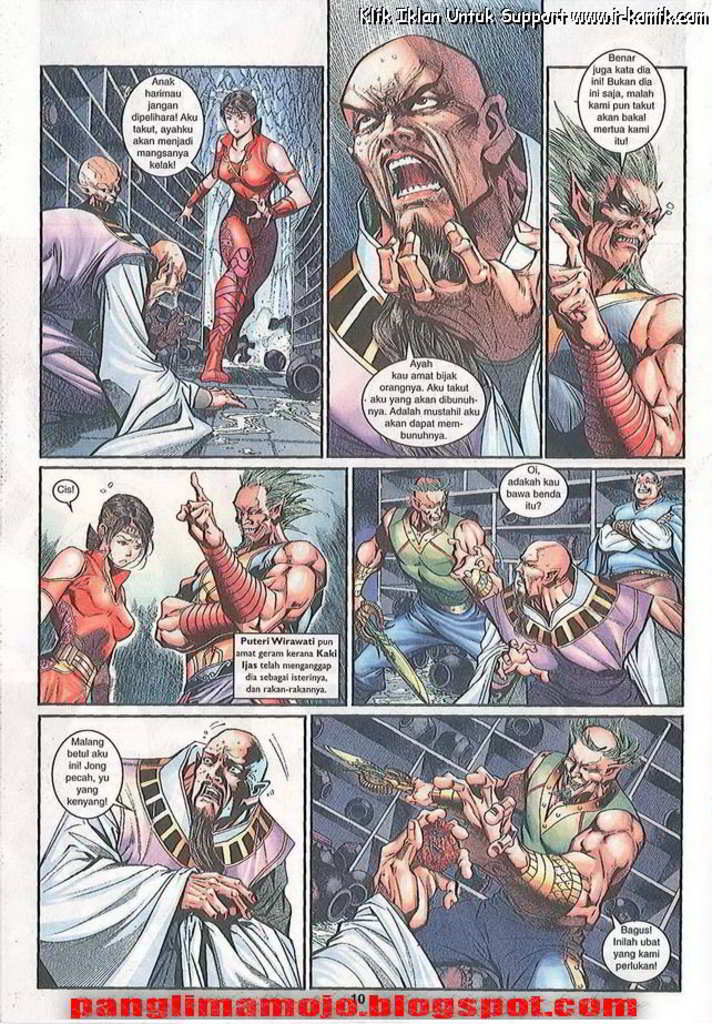 Klik Iklan Untuk Support www.ir-komik.com
Anak
harimau
jangan
dipelihara! Aku
takut, ayahku
akan menjadi
mangsanya
kelak!
Ayah
kau amat bijak
orangnya. Aku takut
aku yang akan dibunuh-
nya. Adalah mustahil aku
akan dapat mem-
bunuhnya.
Benar
juga kata dia
ini! Bukan dia
ini saja, malah
kami pun takut
akan bakal
mertua kami
itu!
Cis!
Puteri Wirawati pun
amat geram kerana Kaki
Ijas telah menganggap
dia sebagai isterinya,
dan rakan-rakannya.
Oi,
adakah kau
bawa benda
itu?
Malang
betul aku
ini! Jong
pecah, yu
yang
kenyang!
Bagus!
Inilah ubat
yang kami
perlukan!
10
panglimamojo.blogspot.com